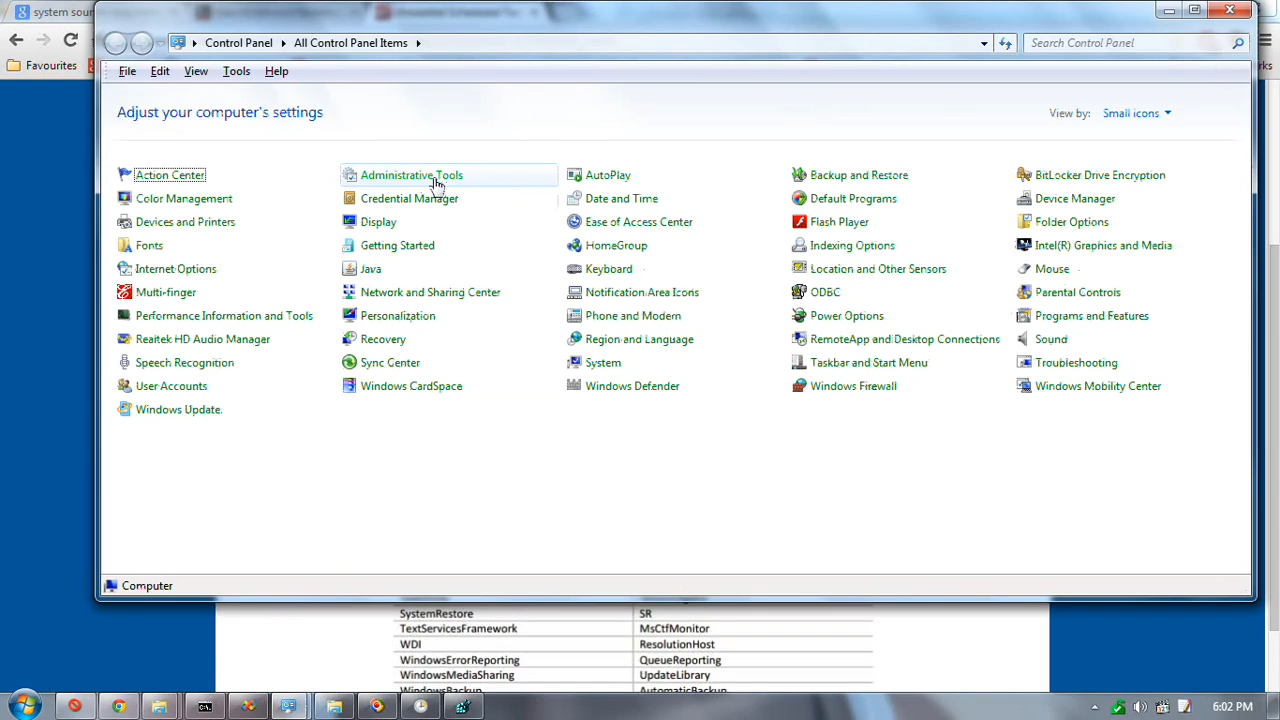 system soun
Favourites
Control Panel
All Control Panel Items
Search Control Panel
File
Edit
View
Tools
Help
Adjust your computer's settings
View by:
Small icons
Action Center
Administrative Tools
AutoPlay
Backup and Restore
BitLocker Drive Encryption
Color Management
Credential Manager
Date and Time
Default Programs
Device Manager
Devices and Printers
Display
Ease of Access Center
Flash Player
Folder Options
Fonts
Getting Started
HomeGroup
Indexing Options
Intel(R) Graphics and Media
Internet Options
Java
Keyboard
Location and Other Sensors
Mouse
Multi-finger
Network and Sharing Center
Notification Area Icons
ODBC
Parental Controls
Performance Information and Tools
Personalization
Phone and Modem
Power Options
Programs and Features
Realtek HD Audio Manager
Recovery
Region and Language
RemoteApp and Desktop Connections
Sound
Speech Recognition
Sync Center
System
Taskbar and Start Menu
Troubleshooting
User Accounts
Windows CardSpace
Windows Defender
Windows Firewall
Windows Mobility Center
Windows Update
Computer
SystemRestore
SR
TextServicesFramework
MsCtfMonitor
WDI
ResolutionHost
WindowsErrorReporting
QueueReporting
WindowsMediaSharing
UpdateLibrary
WindowsBackup
AutomaticBackup
6:02 PM